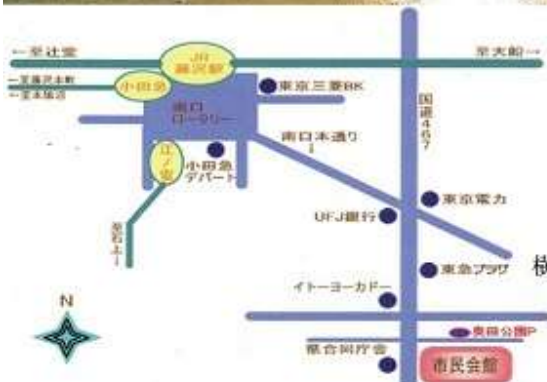 ←至辻堂
JR
藤沢駅
至大船→
小田急
←至藤沢本町
←至本鵠沼
東京三菱BK
南口
ロータリー
国道467
南口本通り
江ノ電
小田急
デパート
東京電力
UFJ銀行
至石上→
東急プラザ
イトーヨーカドー
N
奥田公園P
総合同庁舎
市民会館